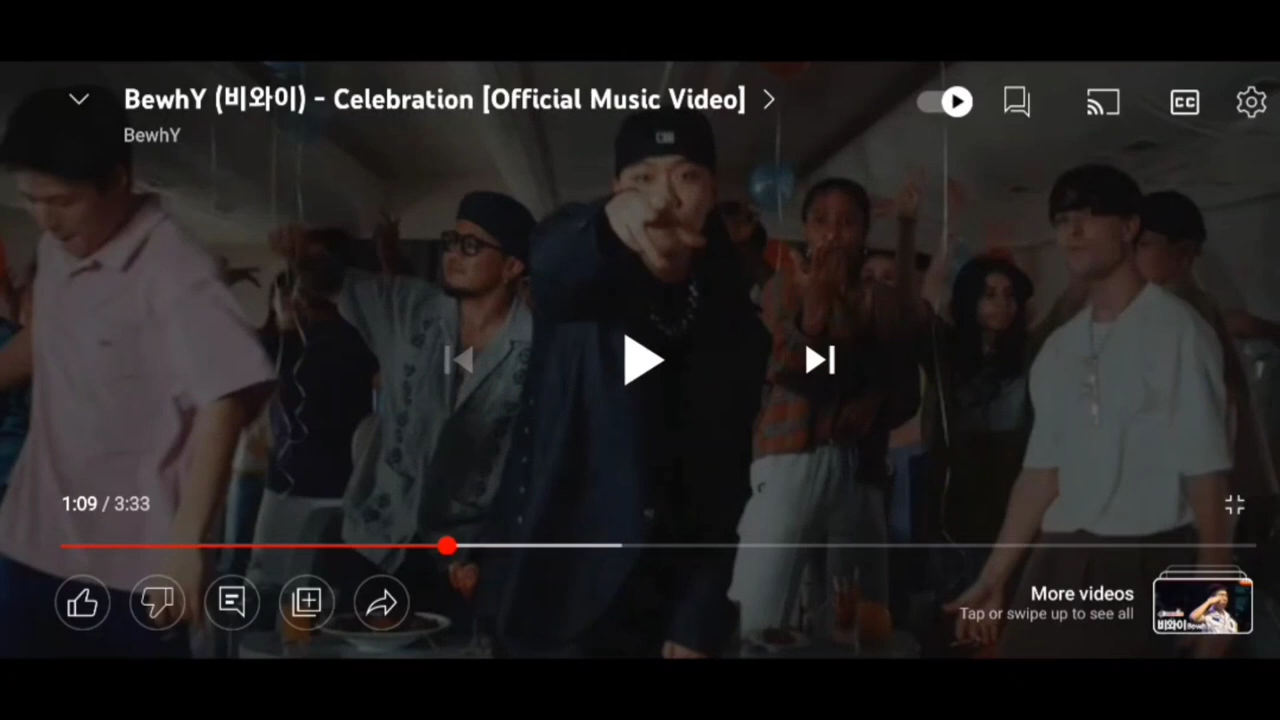 BewhY (비와이) - Celebration [Official Music Video]
BewhY
CC
1:09 / 3:33
More videos
Tap or swipe up to see all
비와이